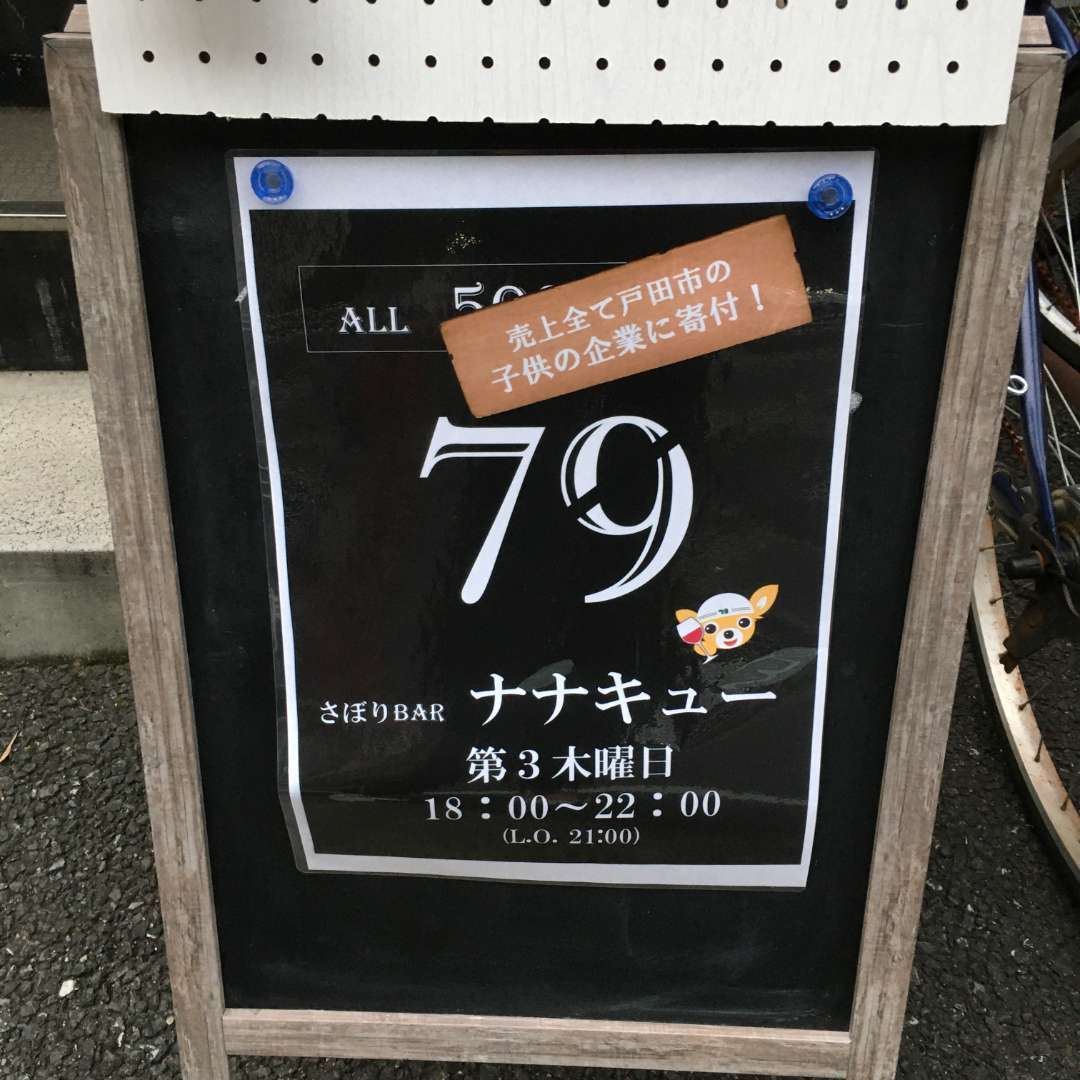 ALL
売上全て戸田市の
子供の企業に寄付！
79
さぼりBAR ナナキュー
第3木曜日
18：00～22：00
(L.O. 21:00)